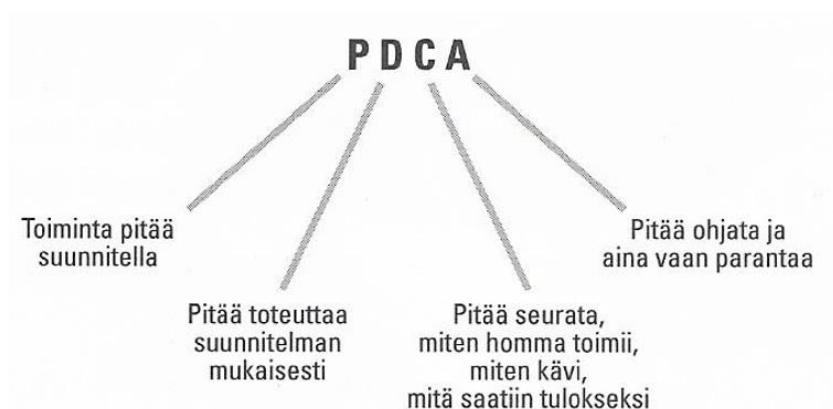 PDCA
Toiminta pitää
suunnitella
Pitää toteuttaa
suunnitelman
mukaisesti
Pitää seurata,
miten homma toimii,
miten kävi,
mitä saatiin tulokseksi
Pitää ohjata ja
aina vaan parantaa